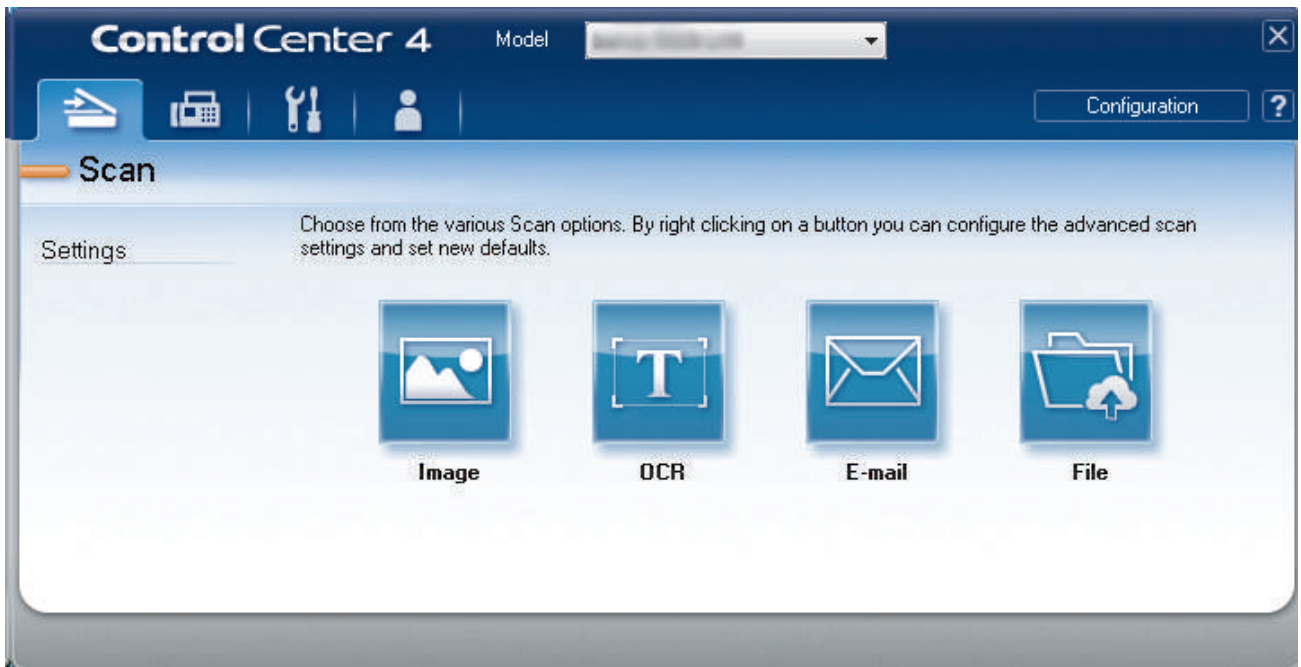 Control Center 4
Model
Configuration
?
Scan
Settings
Choose from the various Scan options. By right clicking on a button you can configure the advanced scan
settings and set new defaults.
T
Image
OCR
E-mail
File